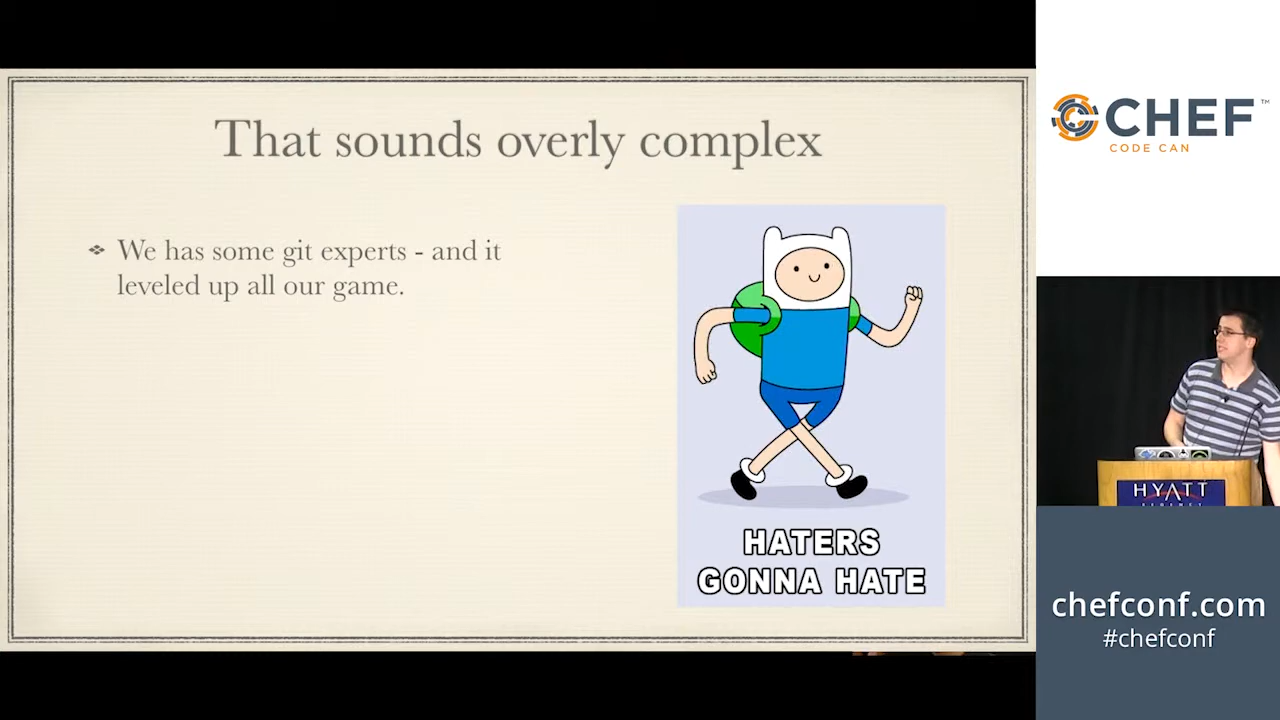 That sounds overly complex
❖ We has some git experts - and it
leveled up all our game.
HATERS
GONNA HATE
CHEF™
CODE CAN
HYATT
chefconf.com
#chefconf